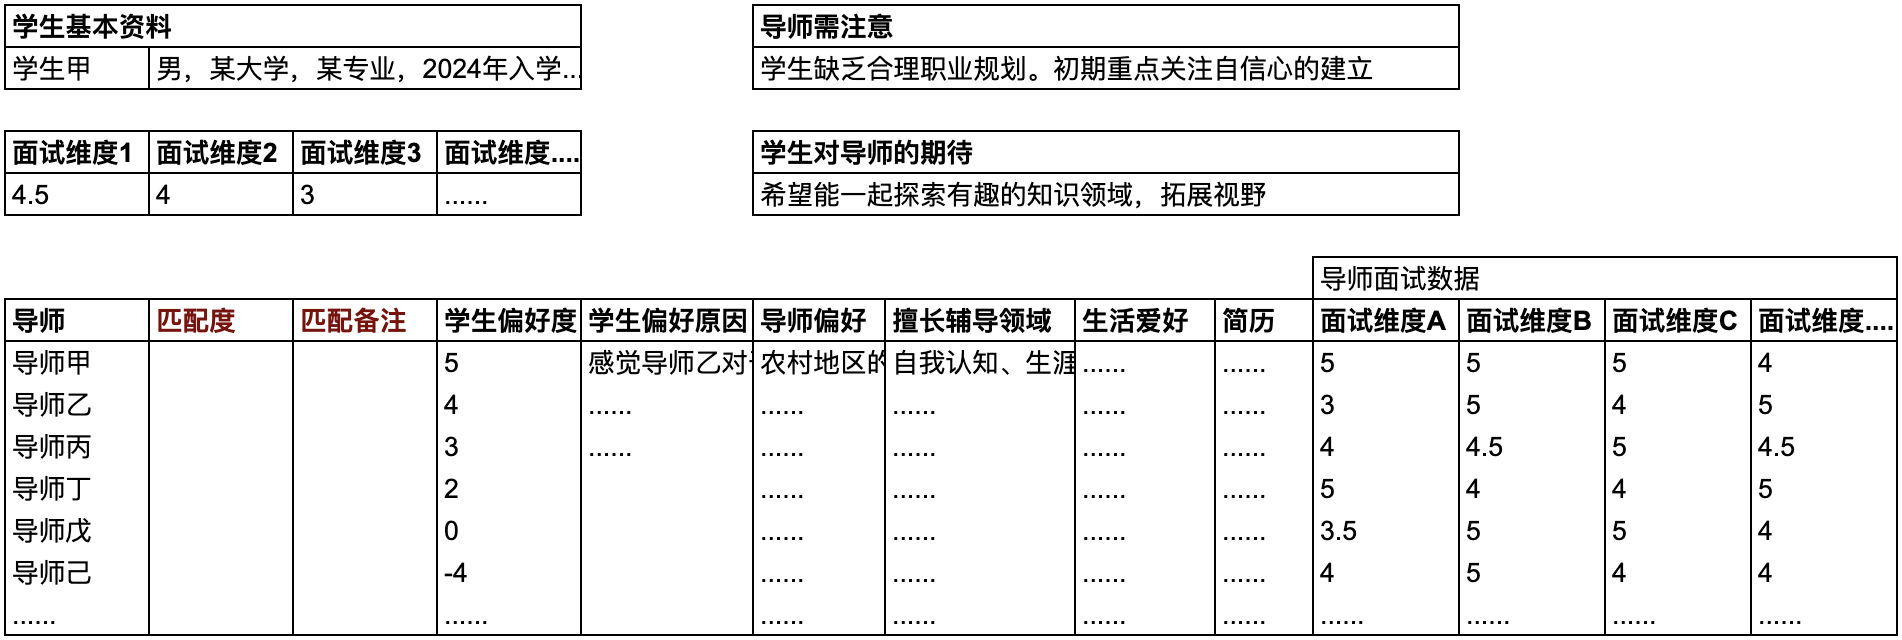 学生基本资料 导师需注意
学生甲 男，某大学，某专业，2024年入学... 学生缺乏合理职业规划。初期重点关注自信心的建立
面试维度1 面试维度2 面试维度3 面试维度.... 学生对导师的期待
4.5 4 3 ...... 希望能一起探索有趣的知识领域，拓展视野
导师面试数据
导师 匹配度 匹配备注 学生偏好度 学生偏好原因 导师偏好 擅长辅导领域 生活爱好 简历 面试维度A 面试维度B 面试维度C 面试维度....
导师甲 5 感觉导师乙对 农村地区的 自我认知、生涯 ...... ...... 5 5 5 4
导师乙 4 ...... ...... ...... ...... ...... 3 5 4 5
导师丙 3 ...... ...... ...... ...... ...... 4 4.5 5 4.5
导师丁 2 ...... ...... ...... ...... 5 4 4 5
导师戊 0 ...... ...... ...... ...... 3.5 5 5 4
导师己 -4 ...... ...... ...... ...... 4 5 4 4
...... ...... ...... ...... ...... ...... ...... ...... ...... ......